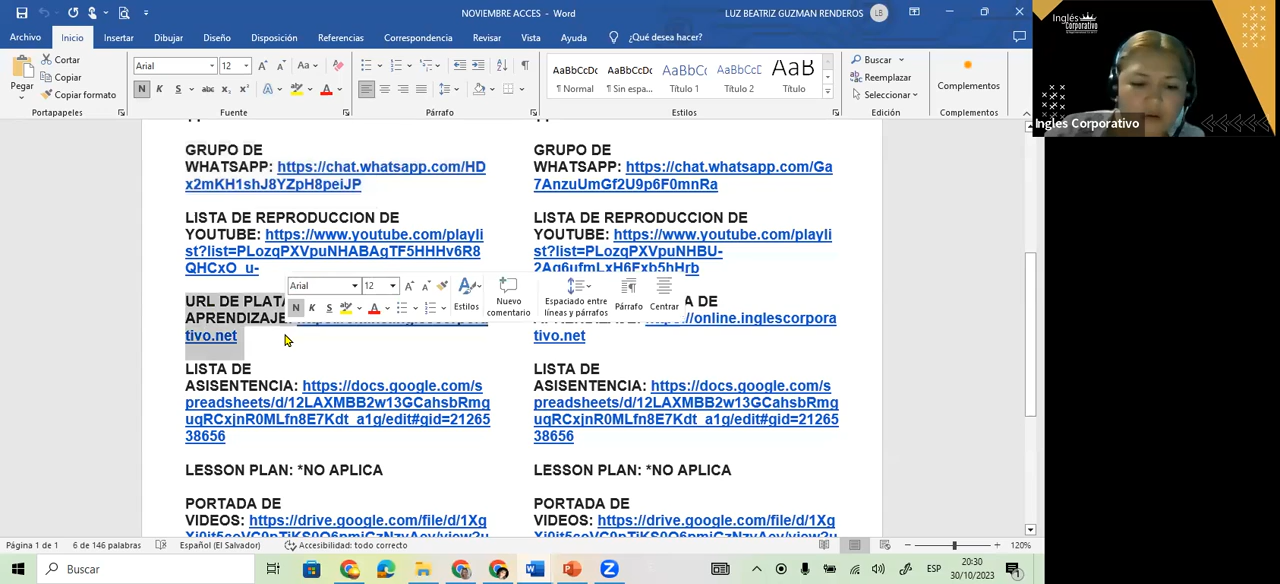 NOVIEMBRE ACCES - Word
LUZ BEATRIZ GUZMAN RENDEROS
LB
Archivo Inicio Insertar Dibujar Diseño Disposición Referencias Correspondencia Revisar Vista Ayuda ¿Qué desea hacer?
Pegar
Cortar
Copiar
Copiar formato
Portapapeles
Arial 12
Fuente
Párrafo
AaBbCcDc AaBbCcDc AaBbC AaBbCcD AaB
¶ Normal ¶ Sin espa... Título 1 Título 2 Título
Estilos
Buscar
Reemplazar
Seleccionar
Edición
Complementos
Complementos
Inglés
Corporativo
Ingles Corporativo
GRUPO DE
WHATSAPP: https://chat.whatsapp.com/HD
x2mKH1shJ8YZpH8peiJP
LISTA DE REPRODUCCION DE
YOUTUBE: https://www.youtube.com/playli
st?list=PLozqPXVpuNHABAgTF5HHHv6R8
QHCxO_u-
URL DE PLATA
APRENDIZAJE:
tivo.net
LISTA DE
ASISENTENCIA: https://docs.google.com/s
preadsheets/d/12LAXMBB2w13GCahsbRmg
uqRCxjnR0MLfn8E7Kdt_a1g/edit#gid=21265
38656
LESSON PLAN: *NO APLICA
PORTADA DE
VIDEOS: https://drive.google.com/file/d/1Xg
GRUPO DE
WHATSAPP: https://chat.whatsapp.com/Ga
7AnzuUmGf2U9p6F0mnRa
LISTA DE REPRODUCCION DE
YOUTUBE: https://www.youtube.com/playli
st?list=PLozqPXVpuNHBU-
2Ag6ufmLxH6Fxb5hHrb
A DE
://online.inglescorpora
tivo.net
LISTA DE
ASISENTENCIA: https://docs.google.com/s
preadsheets/d/12LAXMBB2w13GCahsbRmg
uqRCxjnR0MLfn8E7Kdt_a1g/edit#gid=21265
38656
LESSON PLAN: *NO APLICA
PORTADA DE
VIDEOS: https://drive.google.com/file/d/1Xg
Arial 12
N K S
Estilos
Nuevo
comentario
Espaciado entre
líneas y párrafos
Párrafo
Centrar
Página 1 de 1 6 de 146 palabras Español (El Salvador) Accesibilidad: todo correcto 120%
Buscar
ESP
20:30
30/10/2023